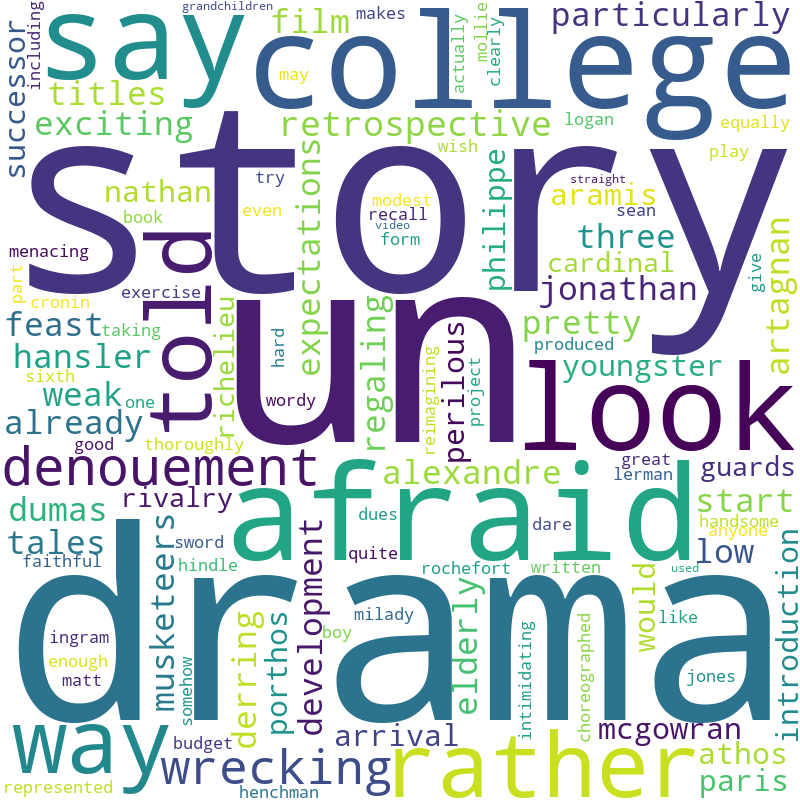 grandchildren
including
say
film
makes
college
may
actually
mollie
clearly
particularly
successor
titles
exciting
retrospective
logan
equally
wish
play
story
nathan
book
try
even
expectations
modest
recall
video
form
philippe
straight
aramis
sean
three
cardinal
jonathan
give
artagnan
menacing
told
part
cronin
exercise
un
look
feast
taking
richelieu
hard
regaling
perilous
pretty
produced
project
reimagining
youngster
hansler
sixth
weak
one
wordy
already
good
thoroughly
denouement
afraid
alexandre
great
lerman
guards
dumas
rivalry
dues
dare
start
handsome
anyone
tales
musketeers
sword
quite
low
faithful
hindle
development
rochefort
written
used
would
introduction
drama
ingram
enough
matt
somehow
derring
porthos
boy
milady
elderly
intimidating
choreographed
like
jones
way
budget
arrival
mcgowran
wrecking
rather
athos
paris
represented
henchman